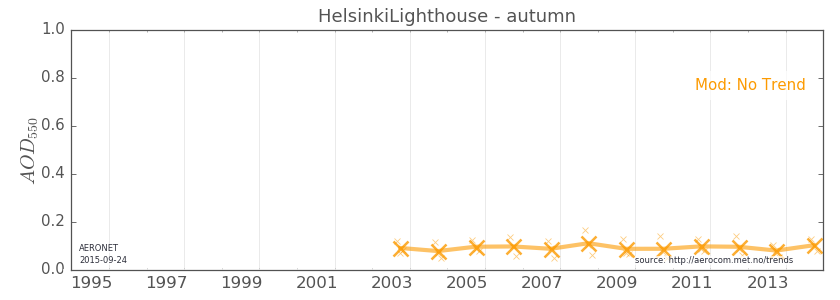 HelsinkiLighthouse - autumn
1.0
0.8
0.6
0.4
0.2
0.0
AOD550
Mod: No Trend
AERONET
2015-09-24
source: http://aerocom.met.no/trends
1995 1997 1999 2001 2003 2005 2007 2009 2011 2013